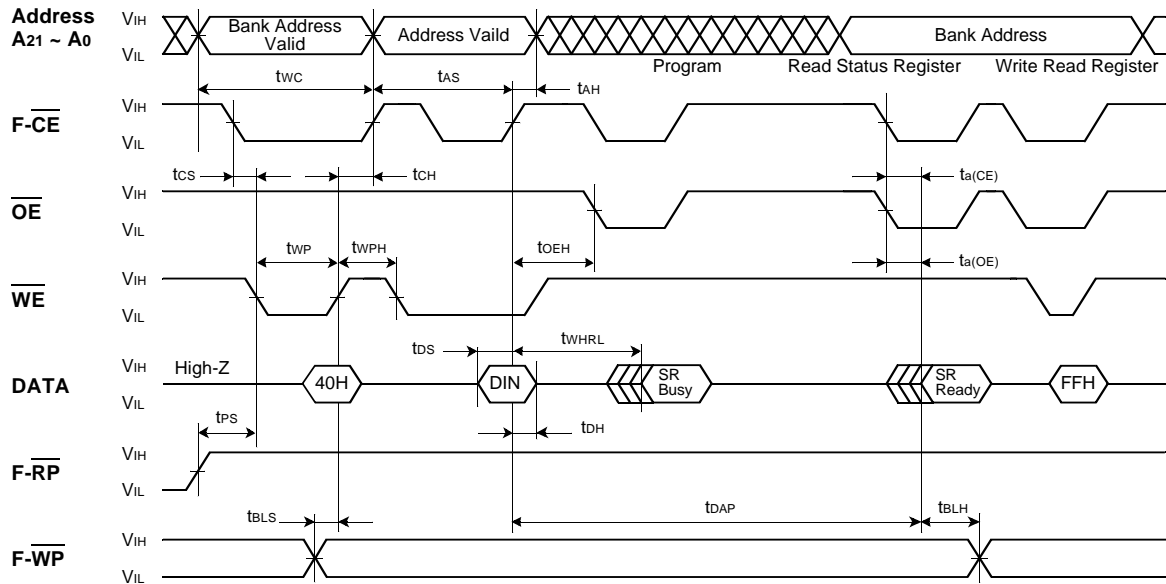 Address
A21 ~ A0
VIH
VIL
Bank Address
Valid
Address Vaild
Bank Address
Program
Read Status Register
Write Read Register
tWC
tAS
tAH
F-CE
VIH
VIL
tCS
tCH
ta(CE)
OE
VIH
VIL
tWP
tWPH
tOEH
ta(OE)
WE
VIH
VIL
tDS
tWHRL
DATA
VIH
VIL
High-Z
40H
DIN
SR
Busy
SR
Ready
FFH
tPS
tDH
F-RP
VIH
VIL
tBLS
tDAP
tBLH
F-WP
VIH
VIL